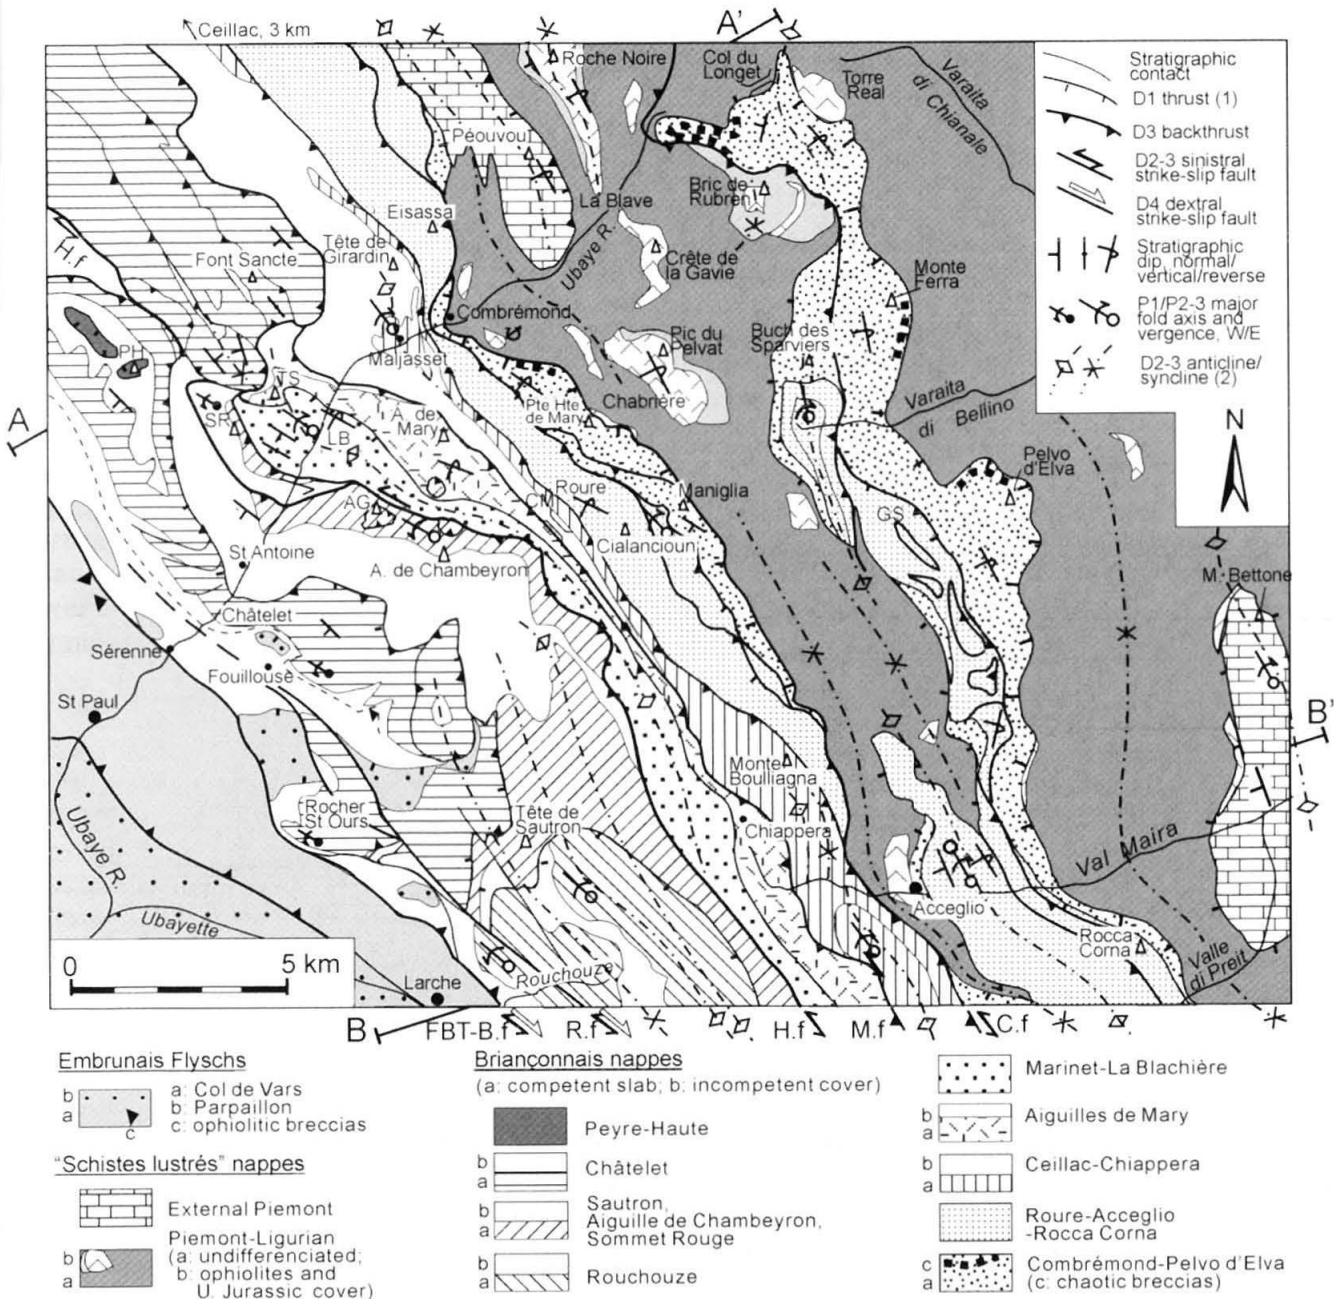 Ceillac, 3 km
A'
Roche Noire
Col du
Longet
Torre
Real
Varaita
di Chianale
Péouvou
Bric de
Rubren
La Blave
Eisassa
Tête de
Girardin
Font Sancte
H.f
Ubaye R.
Crête de
la Gavie
Monte
Ferra
Combrémond
PH
Maljasset
Pic du
Pelvat
Buch des
Sparviers
TS
Chabrière
Varaita
di Bellino
A
SR
LB
A. de
Mary
Pte Hte
de Mary
Pelvo
d'Elva
AG
CM
Roure
Maniglia
GS
St Antoine
Cialancioun
A. de Chambeyron
M. Bettone
Châtelet
Sérenne
Fouillouse
St Paul
B'
Monte
Boulliagna
Rocher
St Ours
Tête de
Sautron
Chiappera
Val Maira
Ubaye R.
Acceglio
Ubayette
Rocca
Corna
Valle
di Preit
Rouchouze
0
5 km
Larche
B
FBT-B.f
R.f
H.f
M.f
C.f
Stratigraphic
contact
D1 thrust (1)
D3 backthrust
D2-3 sinistral
strike-slip fault
D4 dextral
strike-slip fault
Stratigraphic
dip, normal/
vertical/reverse
P1/P2-3 major
fold axis and
vergence, W/E
D2-3 anticline/
syncline (2)
N
Embrunais Flyschs
b
a
c
a: Col de Vars
b: Parpaillon
c: ophiolitic breccias
"Schistes lustrés" nappes
External Piemont
b
a
Piemont-Ligurian
(a: undifferenciated;
b: ophiolites and
U. Jurassic cover)
Briançonnais nappes
(a: competent slab; b: incompetent cover)
Peyre-Haute
b
a
Châtelet
b
a
Sautron,
Aiguille de Chambeyron,
Sommet Rouge
b
a
Rouchouze
Marinet-La Blachière
b
a
Aiguilles de Mary
b
a
Ceillac-Chiappera
Roure-Acceglio
-Rocca Corna
c
a
Combrémond-Pelvo d'Elva
(c: chaotic breccias)